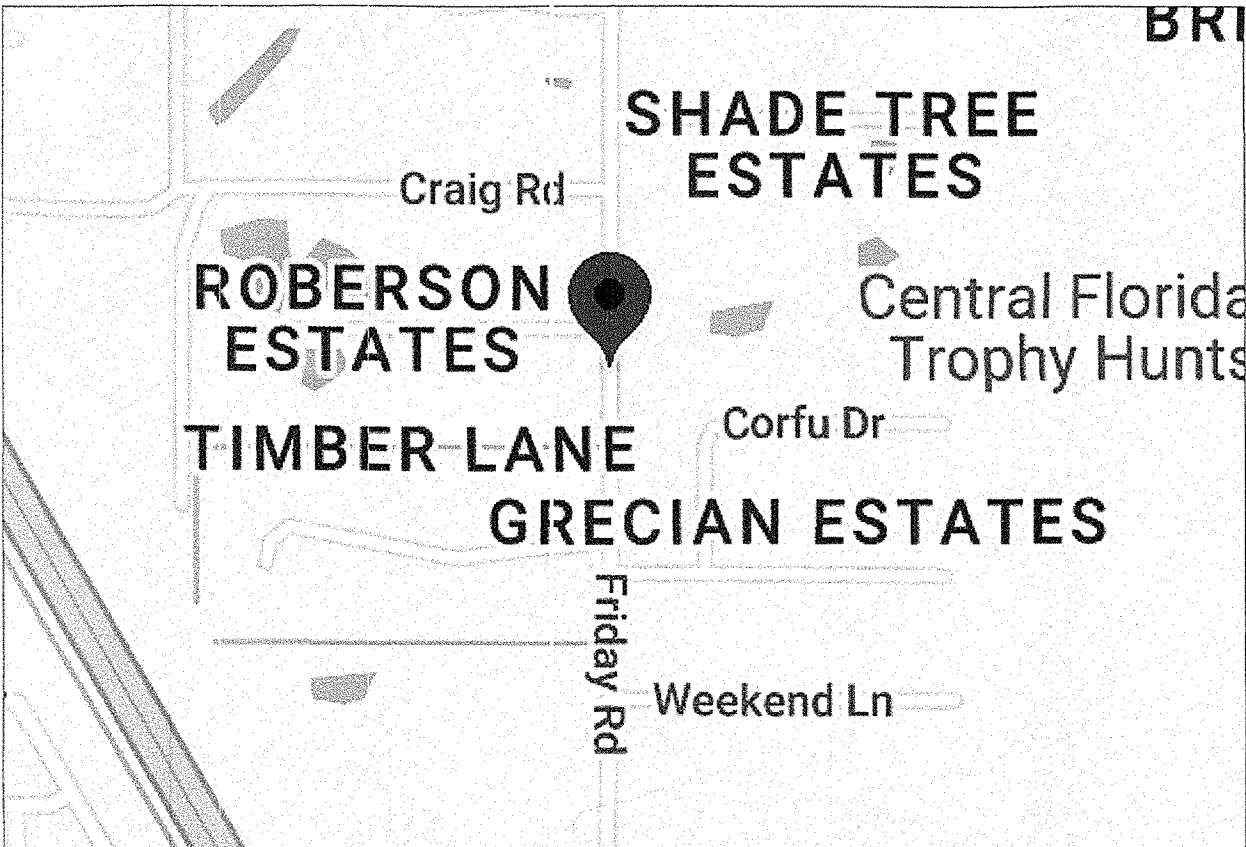 BRI
SHADE TREE
ESTATES
Craig Rd
ROBERSON
ESTATES
Central Florida
Trophy Hunts
Corfu Dr
TIMBER LANE
GRECIAN ESTATES
Friday Rd
Weekend Ln